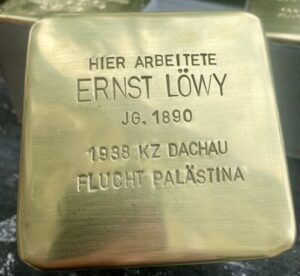 HIER ARBEITETE
ERNST LÖWY
JG. 1890
1938 KZ DACHAU
FLUCHT PALÄSTINA